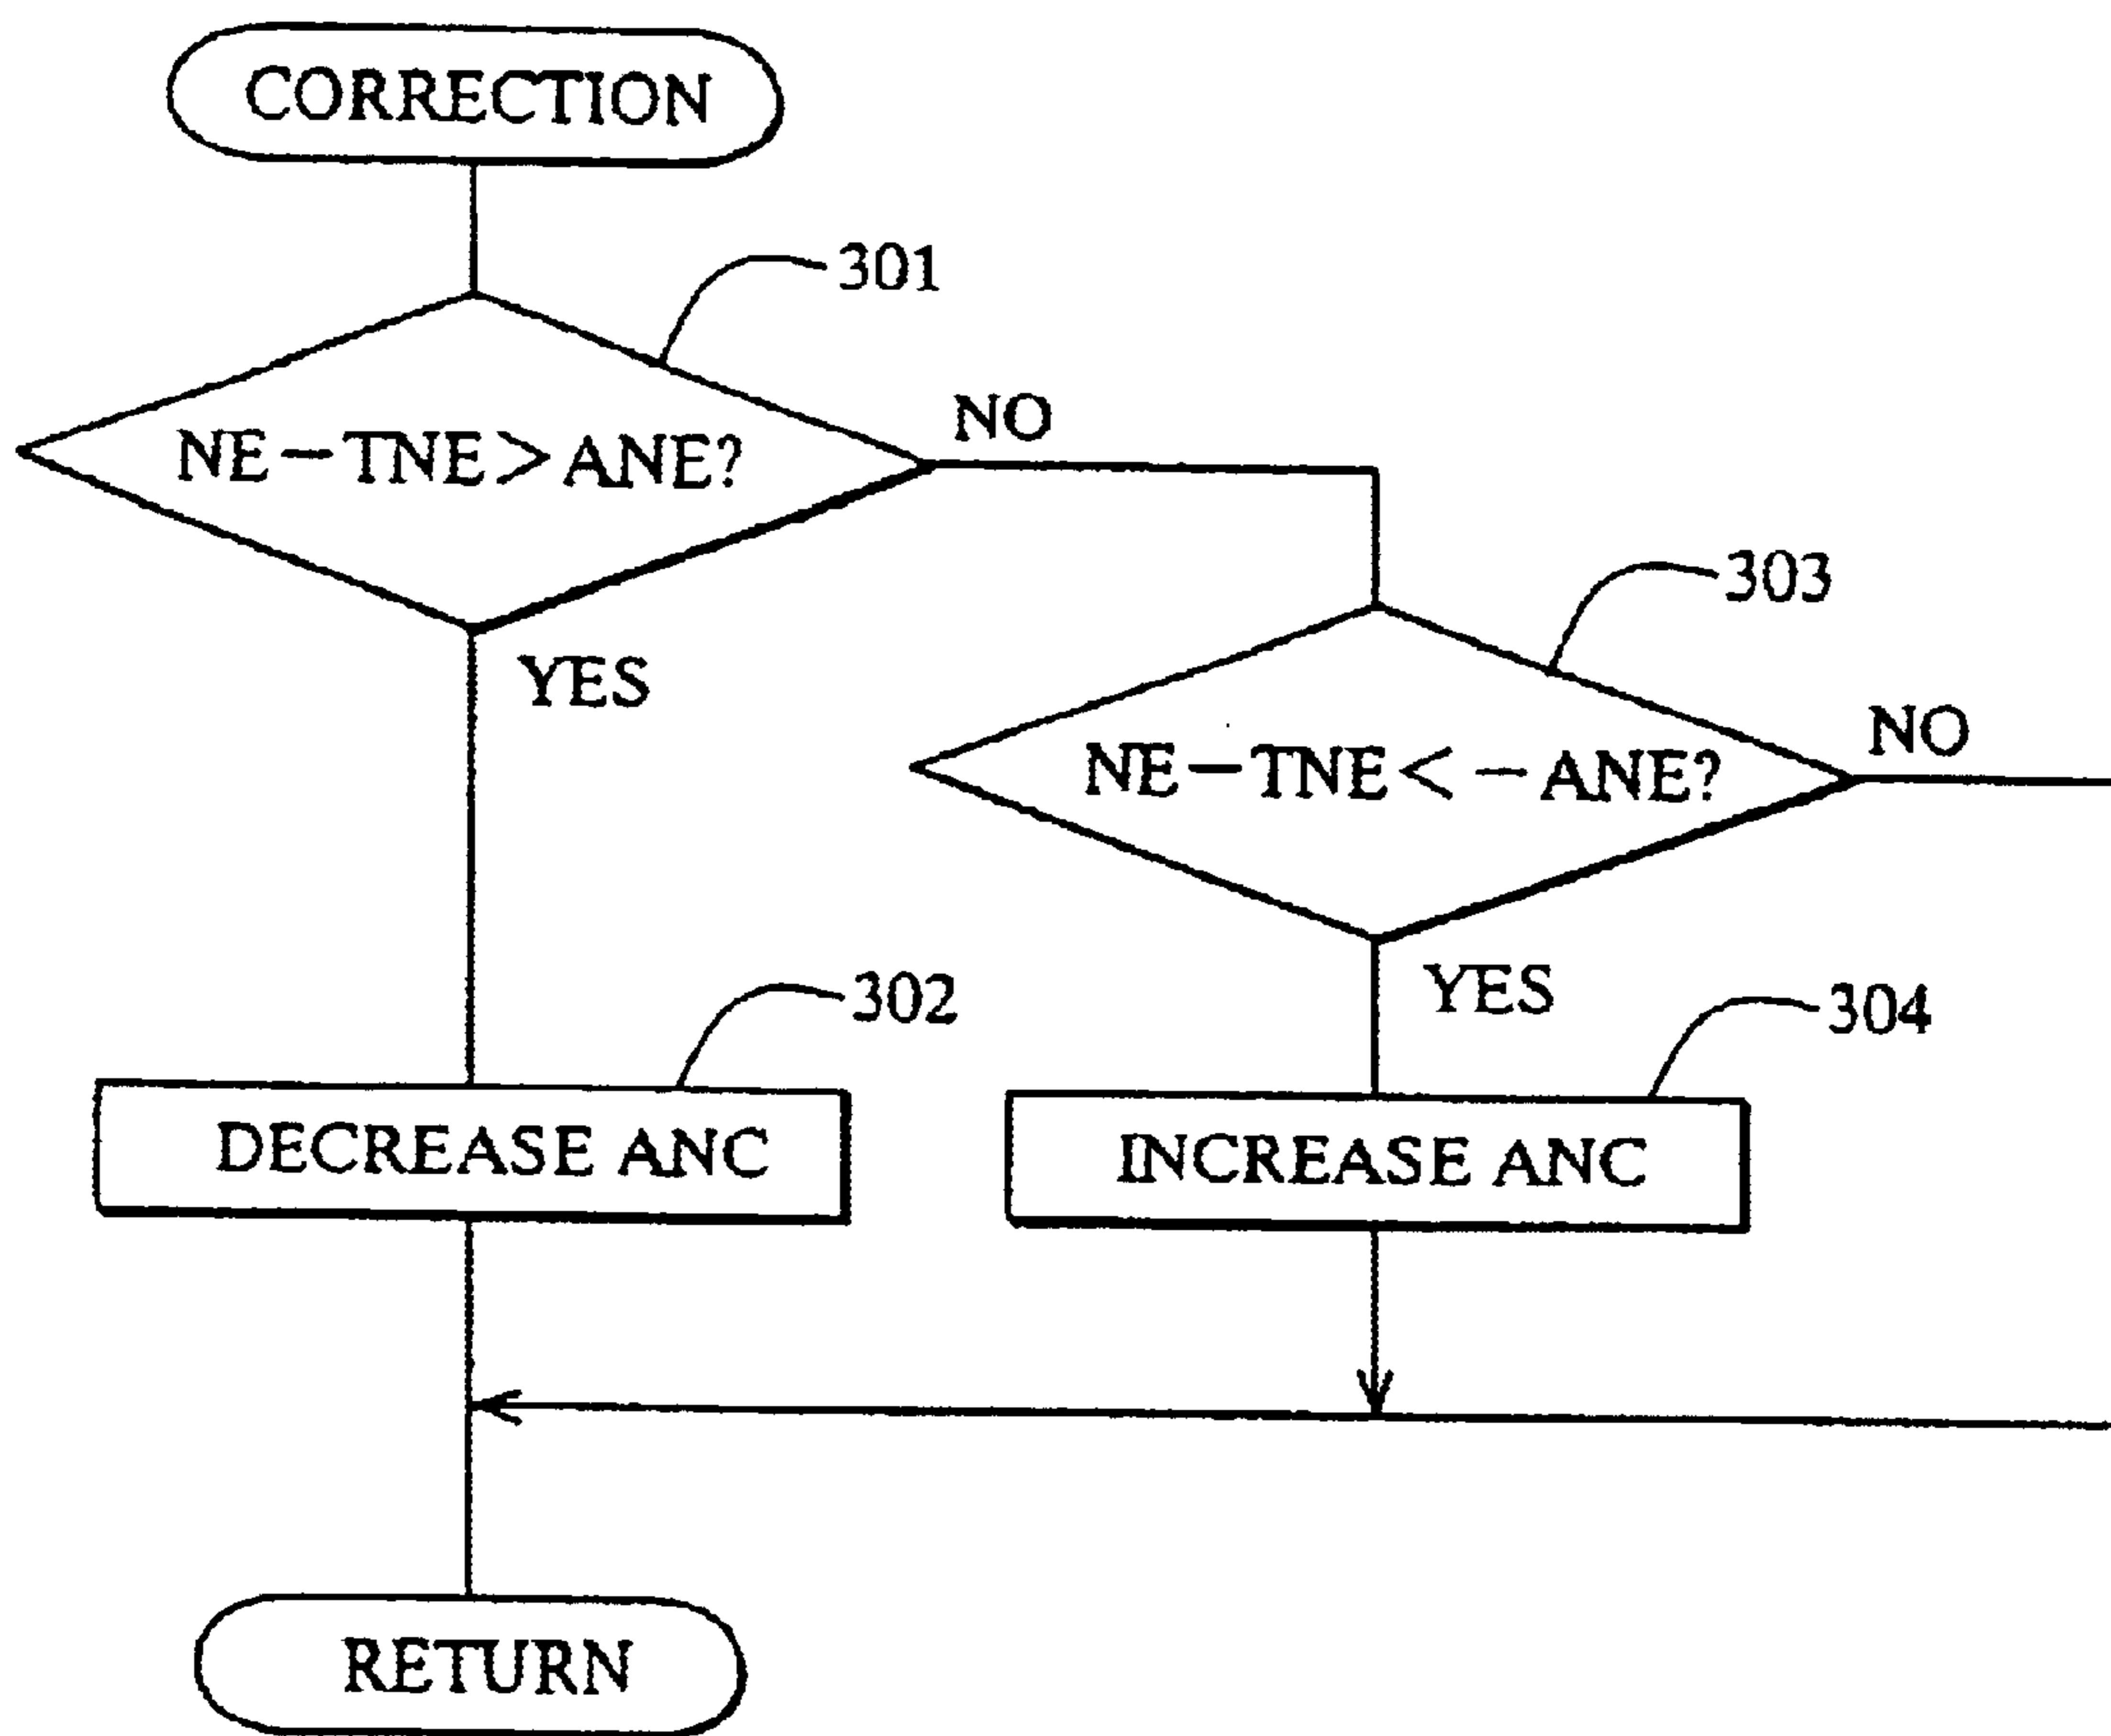 CORRECTION
301
NE-TNE>ANE?
NO
YES
303
NE-TNE<-ANE?
NO
YES
302
DECREASE ANC
304
INCREASE ANC
RETURN